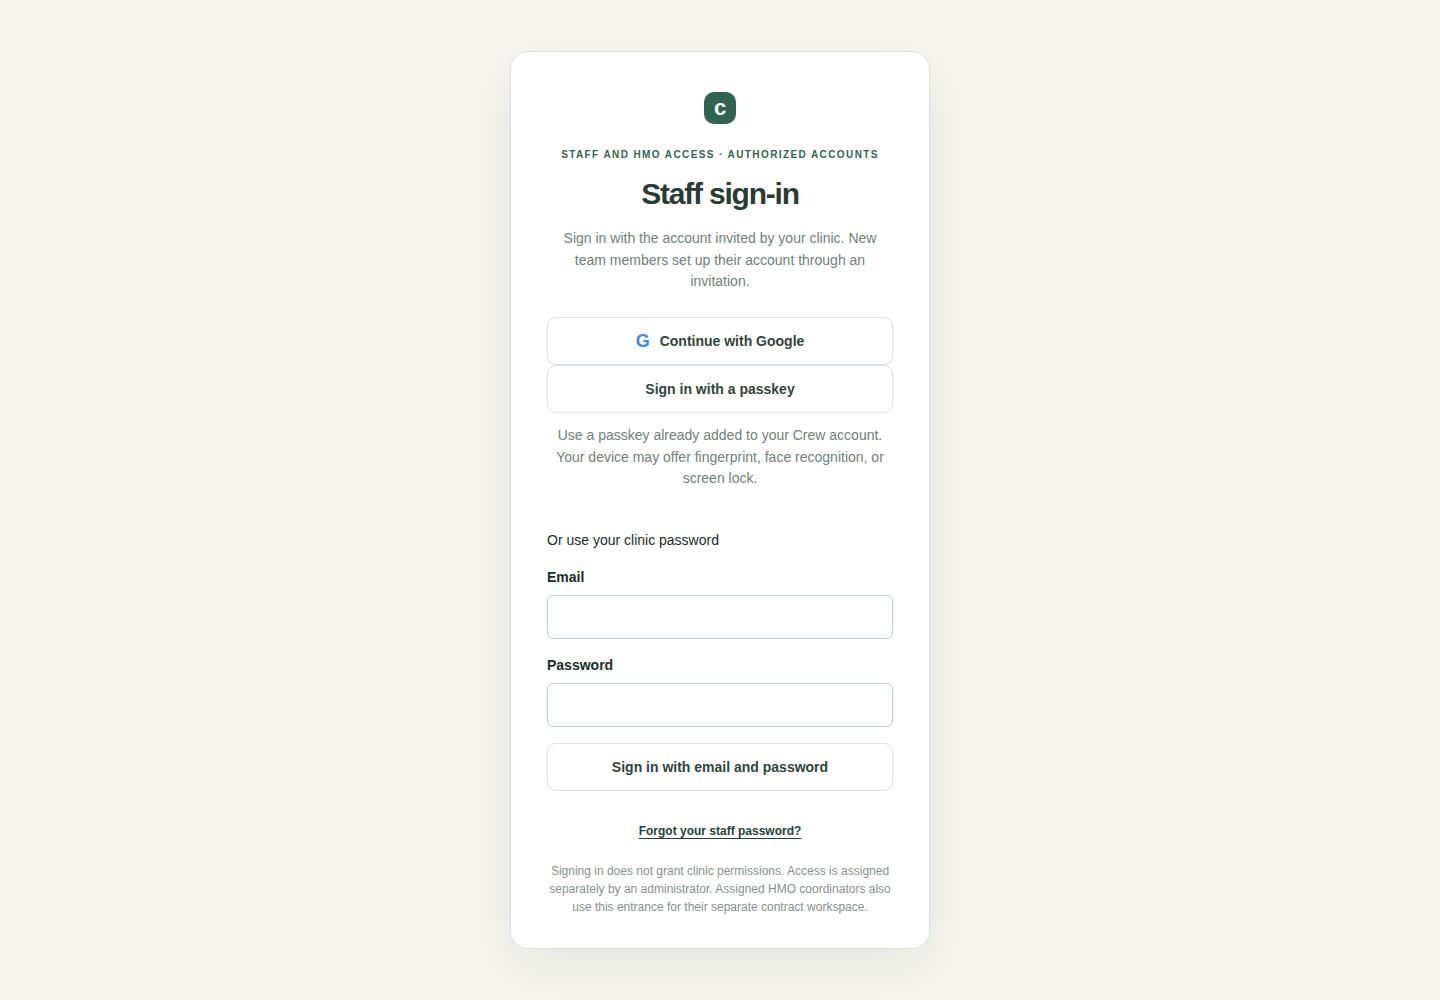 c
STAFF AND HMO ACCESS · AUTHORIZED ACCOUNTS
Staff sign-in
Sign in with the account invited by your clinic. New
team members set up their account through an
invitation.
G Continue with Google
Sign in with a passkey
Use a passkey already added to your Crew account.
Your device may offer fingerprint, face recognition, or
screen lock.
Or use your clinic password
Email
Password
Sign in with email and password
Forgot your staff password?
Signing in does not grant clinic permissions. Access is assigned
separately by an administrator. Assigned HMO coordinators also
use this entrance for their separate contract workspace.